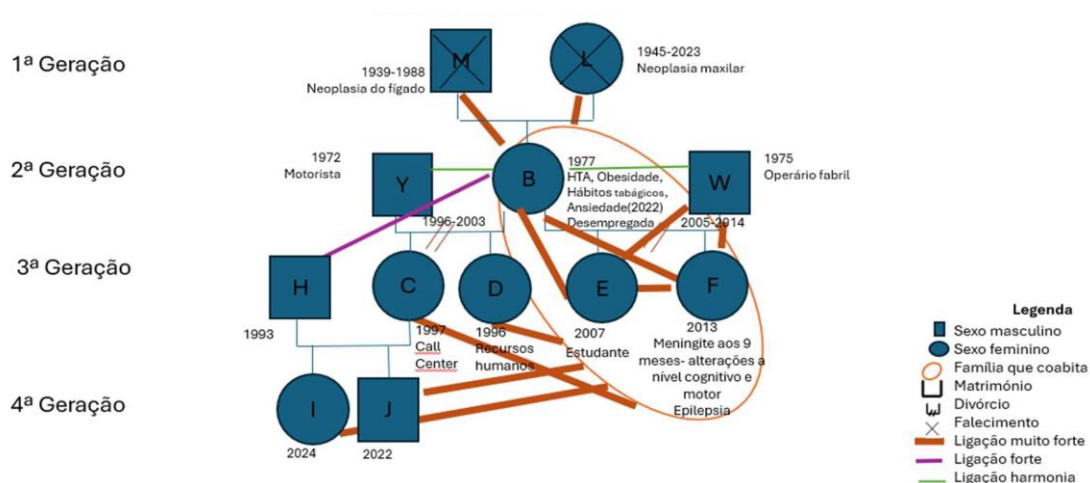 1ª Geração
M
1939-1988
Neoplasia do fígado
L
1945-2023
Neoplasia maxilar
2ª Geração
1972
Motorista
Y
B
1977
HTA, Obesidade,
Hábitos tabágicos,
Ansiedade(2022)
Desempregada
W
1975
Operário fabril
1996-2003
2005-2014
3ª Geração
H
1993
C
1997
Call
Center
D
1996
Recursos
humanos
E
2007
Estudante
F
2013
Meningite aos 9
meses- alterações a
nível cognitivo e
motor
Epilepsia
4ª Geração
I
2024
J
2022
Legenda
Sexo masculino
Sexo feminino
Família que coabita
Matrimónio
Divórcio
Falecimento
Ligação muito forte
Ligação forte
Ligação harmonia